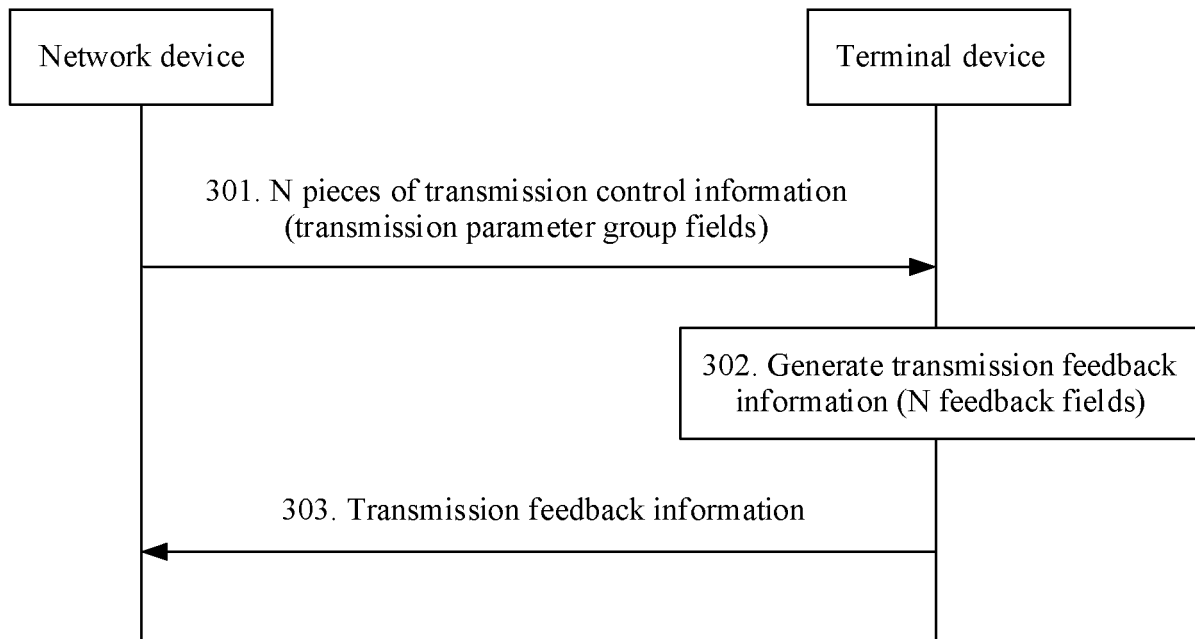 Network device
Terminal device
301. N pieces of transmission control information
(transmission parameter group fields)
302. Generate transmission feedback
information (N feedback fields)
303. Transmission feedback information